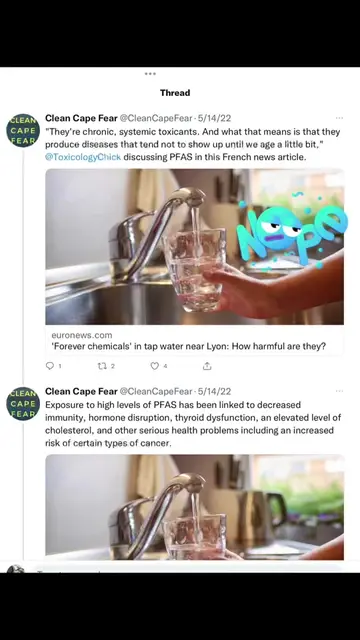 Thread
CLEAN
CAPE
FEAR
Clean Cape Fear @CleanCapeFear · 5/14/22
"They're chronic, systemic toxicants. And what that means is that they
produce diseases that tend not to show up until we age a little bit,"
@ToxicologyChick discussing PFAS in this French news article.
NOPE
euronews.com
'Forever chemicals' in tap water near Lyon: How harmful are they?
1 2 4
CLEAN
CAPE
FEAR
Clean Cape Fear @CleanCapeFear · 5/14/22
Exposure to high levels of PFAS has been linked to decreased
immunity, hormone disruption, thyroid dysfunction, an elevated level of
cholesterol, and other serious health problems including an increased
risk of certain types of cancer.